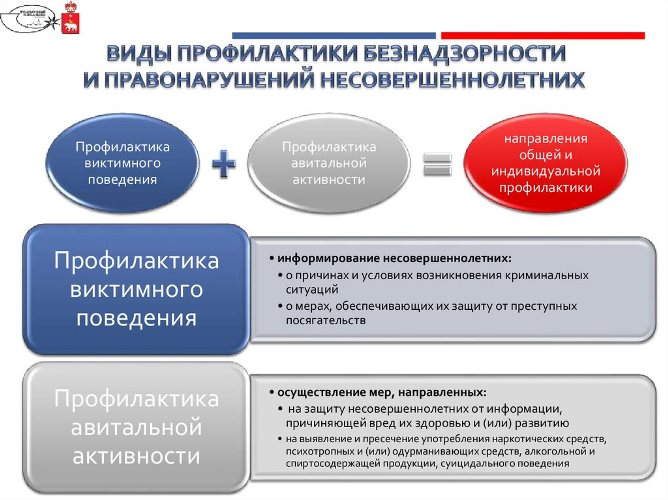 ВИДЫ ПРОФИЛАКТИКИ БЕЗНАДЗОРНОСТИ
И ПРАВОНАРУШЕНИЙ НЕСОВЕРШЕННОЛЕТНИХ
Профилактика
виктимного
поведения
+
Профилактика
авитальной
активности
=
направления
общей и
индивидуальной
профилактики
Профилактика
виктимного
поведения
• информирование несовершеннолетних:
• о причинах и условиях возникновения криминальных
ситуаций
• о мерах, обеспечивающих их защиту от преступных
посягательств
Профилактика
авитальной
активности
• осуществление мер, направленных:
• на защиту несовершеннолетних от информации,
причиняющей вред их здоровью и (или) развитию
• на выявление и пресечение употребления наркотических средств,
психотропных и (или) одурманивающих средств, алкогольной и
спиртосодержащей продукции, суицидального поведения